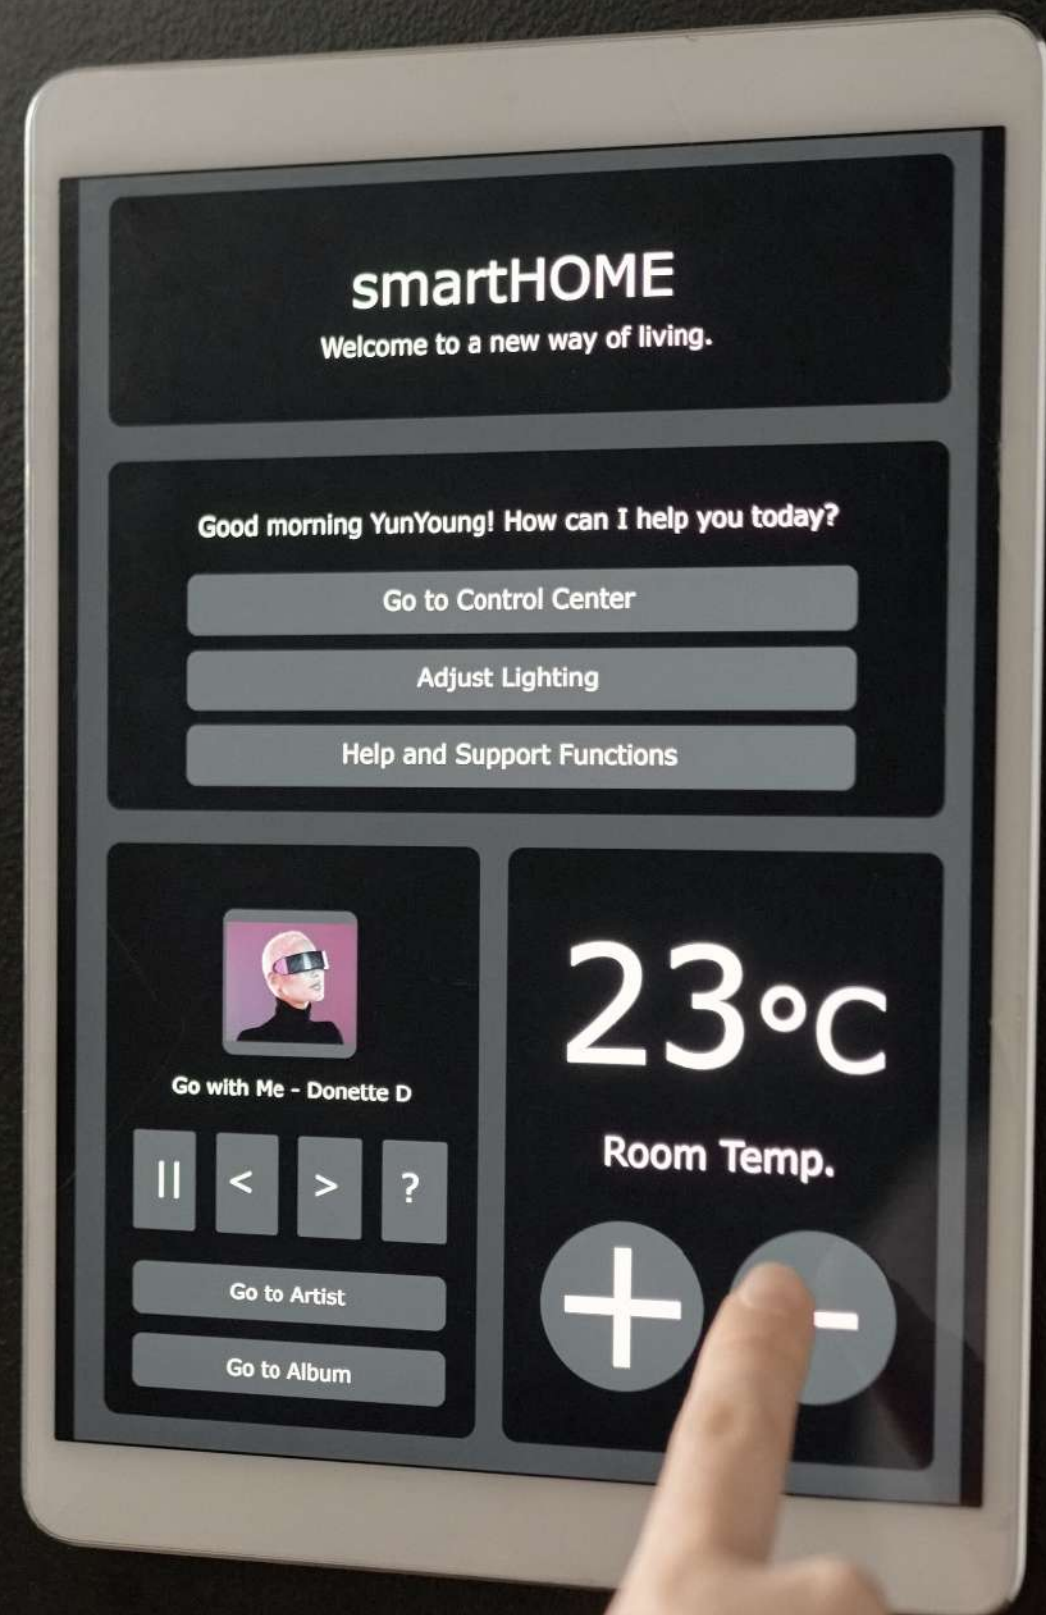 smartHOME
Welcome to a new way of living.
Good morning YunYoung! How can I help you today?
Go to Control Center
Adjust Lighting
Help and Support Functions
Go with Me - Donette D
|| < > ?
Go to Artist
Go to Album
23°C
Room Temp.
+ -